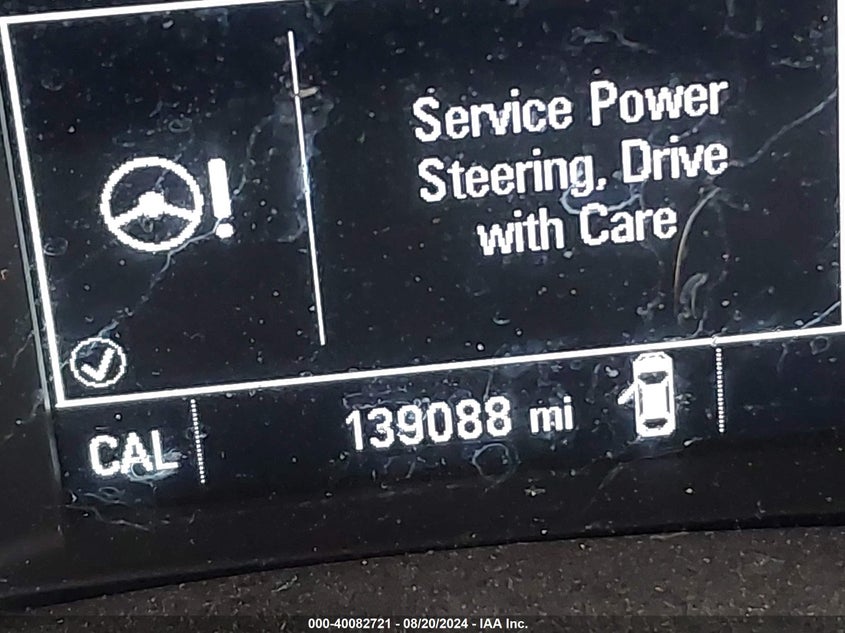 Service Power
Steering, Drive
with Care
CAL
139088 mi
000-40082721 - 08/20/2024 - IAA Inc.